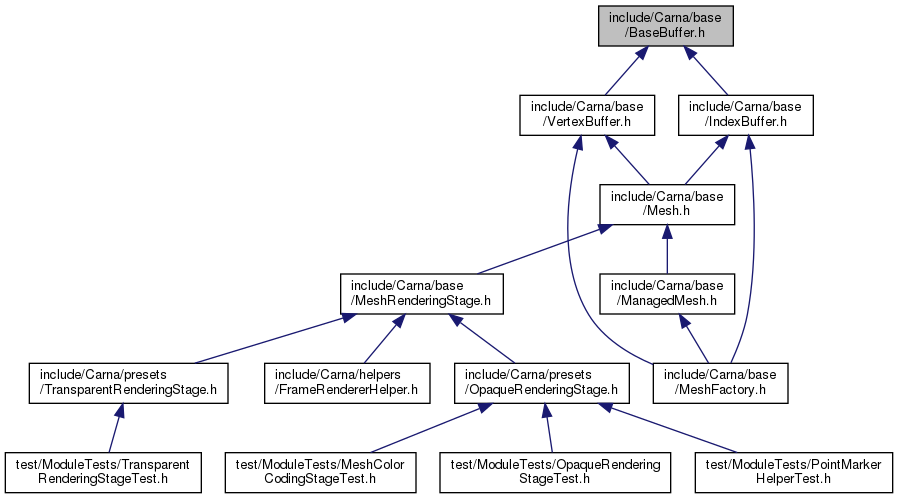 include/Carna/base
/BaseBuffer.h
include/Carna/base
/VertexBuffer.h
include/Carna/base
/IndexBuffer.h
include/Carna/base
/Mesh.h
include/Carna/base
/MeshRenderingStage.h
include/Carna/base
/ManagedMesh.h
include/Carna/presets
/TransparentRenderingStage.h
include/Carna/helpers
/FrameRendererHelper.h
include/Carna/presets
/OpaqueRenderingStage.h
include/Carna/base
/MeshFactory.h
test/ModuleTests/Transparent
RenderingStageTest.h
test/ModuleTests/MeshColor
CodingStageTest.h
test/ModuleTests/OpaqueRendering
StageTest.h
test/ModuleTests/PointMarker
HelperTest.h